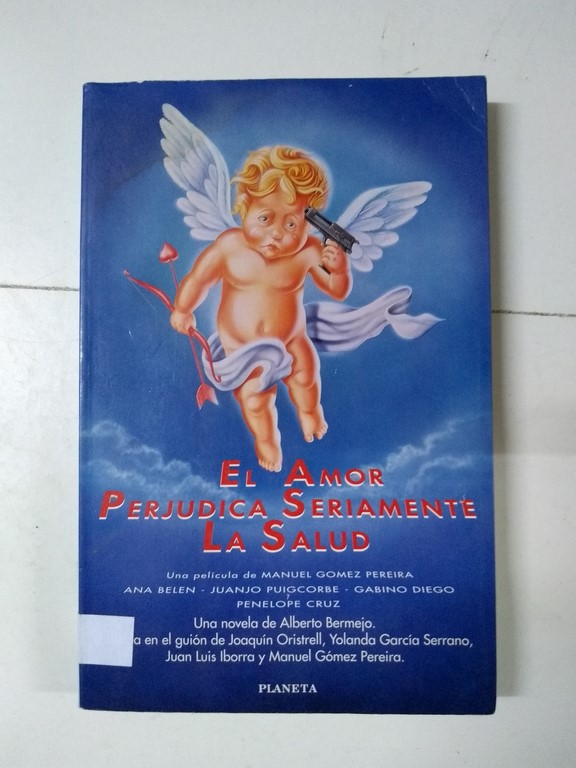 EL AMOR
PERJUDICA SERIAMENTE
LA SALUD
Una película de MANUEL GOMEZ PEREIRA
ANA BELEN - JUANJO PUIGCORBE - GABINO DIEGO
Y
PENELOPE CRUZ
Una novela de Alberto Bermejo.
en el guión de Joaquín Oristrell, Yolanda García Serrano,
Juan Luis Iborra y Manuel Gómez Pereira.
PLANETA